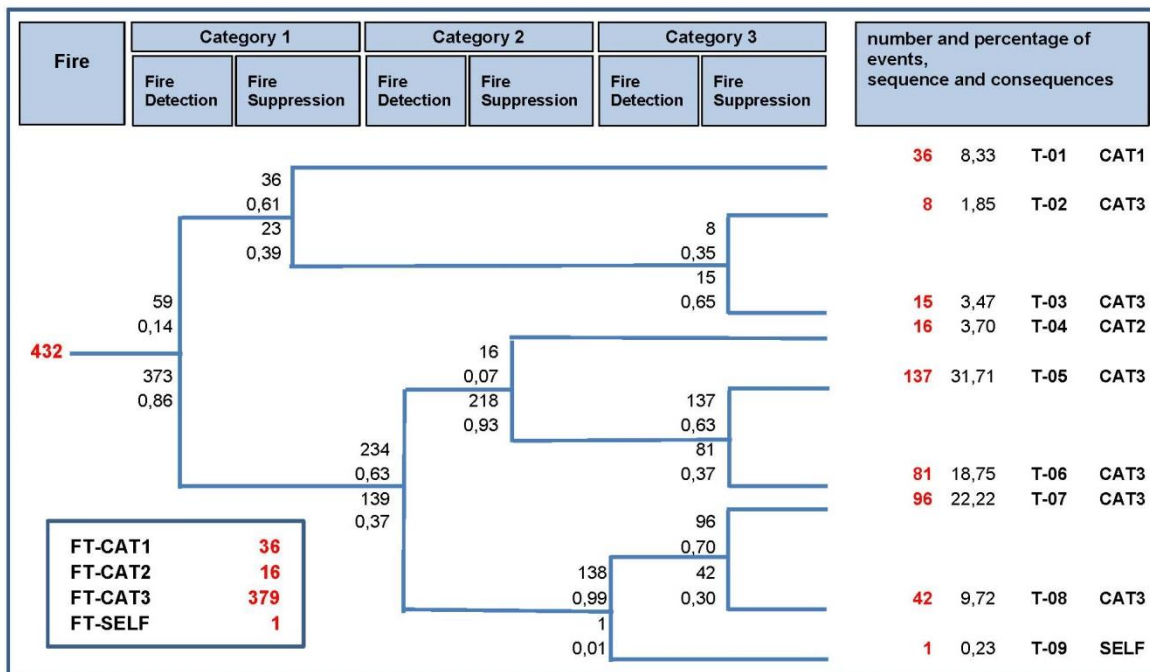 Fire
Category 1
Category 2
Category 3
number and percentage of
events,
sequence and consequences
Fire
Detection
Fire
Suppression
Fire
Detection
Fire
Suppression
Fire
Detection
Fire
Suppression
36 8,33 T-01 CAT1
36
0,61
23
0,39
8 1,85 T-02 CAT3
8
0,35
15
0,65
59
0,14
15 3,47 T-03 CAT3
16 3,70 T-04 CAT2
432
373
0,86
16
0,07
218
0,93
137 31,71 T-05 CAT3
137
0,63
81
0,37
234
0,63
139
0,37
81 18,75 T-06 CAT3
96 22,22 T-07 CAT3
96
0,70
42
0,30
138
0,99
1
0,01
42 9,72 T-08 CAT3
1 0,23 T-09 SELF
FT-CAT1 36
FT-CAT2 16
FT-CAT3 379
FT-SELF 1